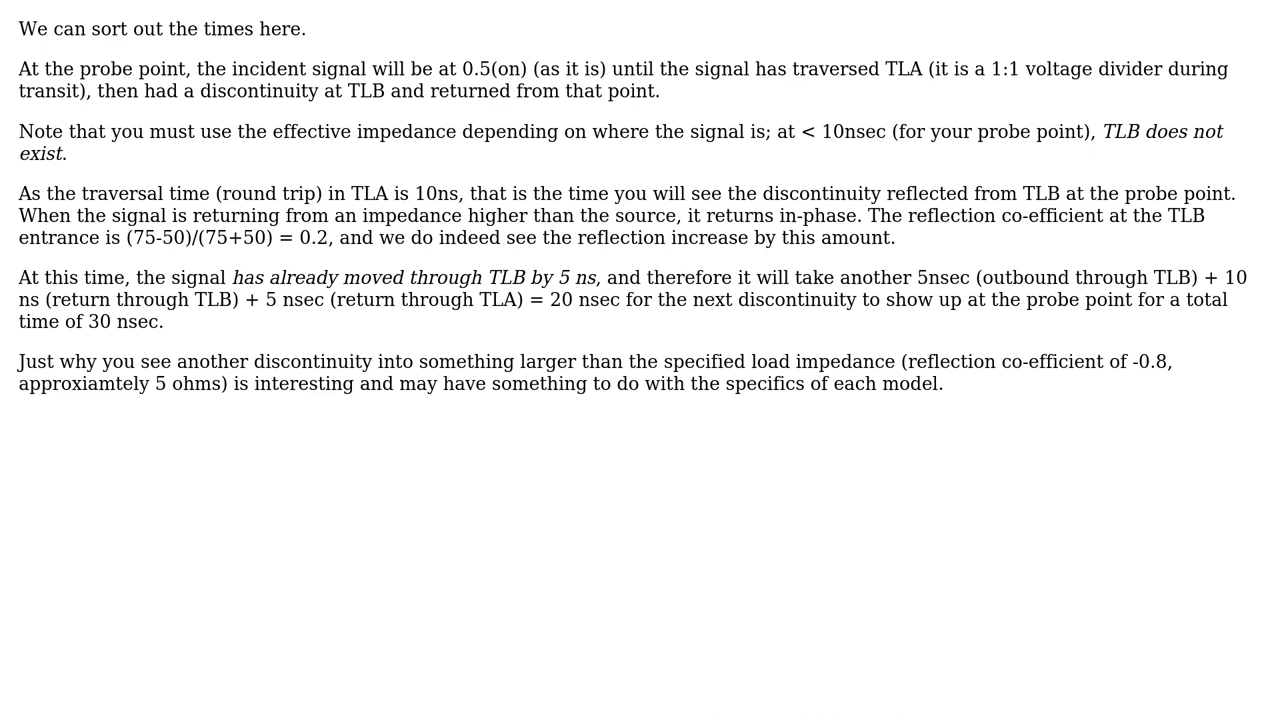 We can sort out the times here.
At the probe point, the incident signal will be at 0.5(on) (as it is) until the signal has traversed TLA (it is a 1:1 voltage divider during
transit), then had a discontinuity at TLB and returned from that point.
Note that you must use the effective impedance depending on where the signal is; at < 10nsec (for your probe point), TLB does not
exist.
As the traversal time (round trip) in TLA is 10ns, that is the time you will see the discontinuity reflected from TLB at the probe point.
When the signal is returning from an impedance higher than the source, it returns in-phase. The reflection co-efficient at the TLB
entrance is (75-50)/(75+50) = 0.2, and we do indeed see the reflection increase by this amount.
At this time, the signal has already moved through TLB by 5 ns, and therefore it will take another 5nsec (outbound through TLB) + 10
ns (return through TLB) + 5 nsec (return through TLA) = 20 nsec for the next discontinuity to show up at the probe point for a total
time of 30 nsec.
Just why you see another discontinuity into something larger than the specified load impedance (reflection co-efficient of -0.8,
approxiamtely 5 ohms) is interesting and may have something to do with the specifics of each model.